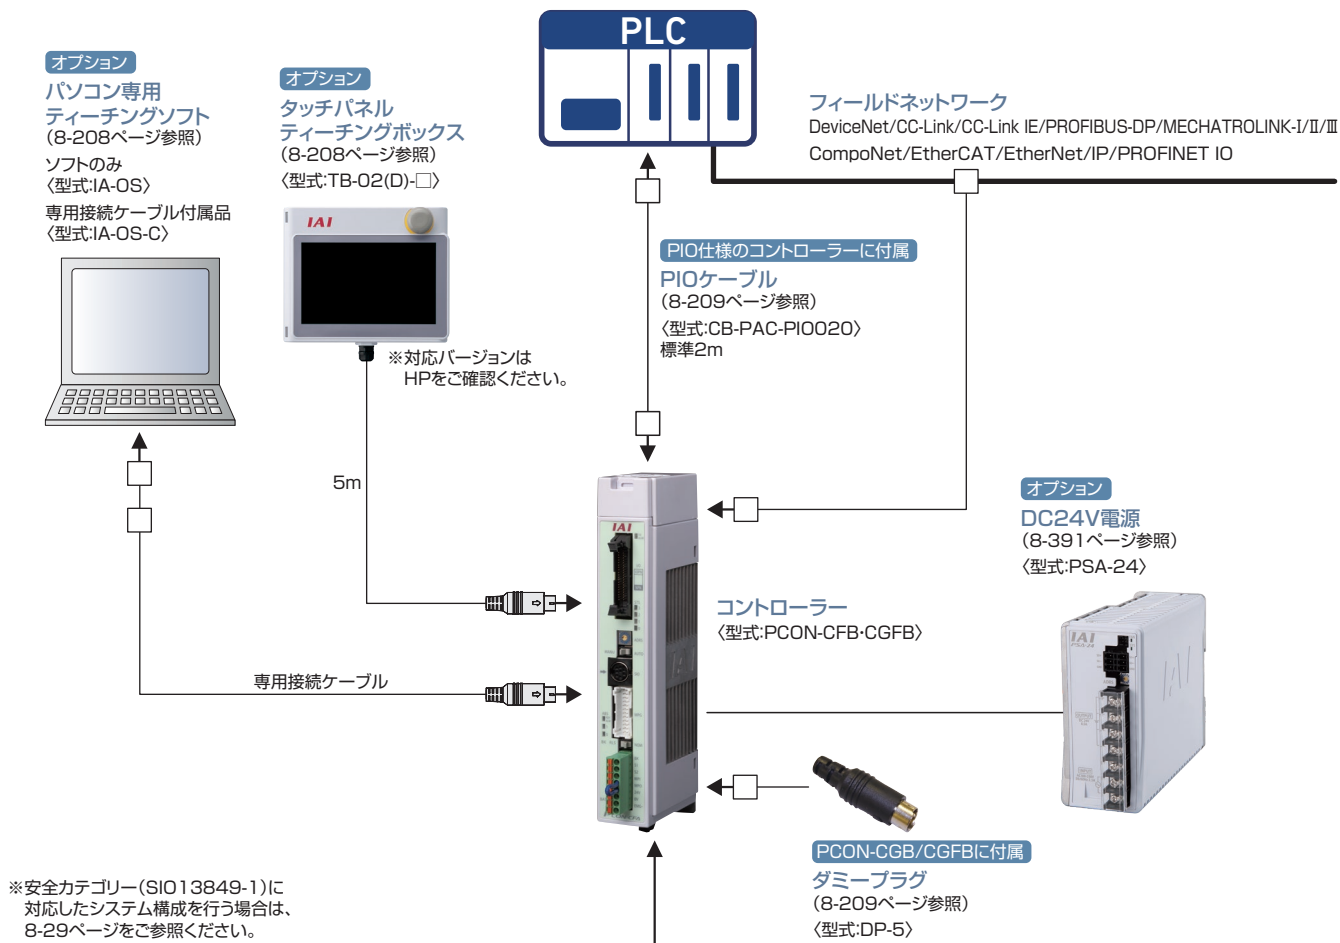 PLC
オプション
パソコン専用
ティーチングソフト
(8-208ページ参照)
ソフトのみ
〈型式:IA-OS〉
専用接続ケーブル付属品
〈型式:IA-OS-C〉
オプション
タッチパネル
ティーチングボックス
(8-208ページ参照)
〈型式:TB-02(D)-□〉
IAI
※対応バージョンは
HPをご確認ください。
5m
専用接続ケーブル
フィールドネットワーク
DeviceNet/CC-Link/CC-Link IE/PROFIBUS-DP/MECHATROLINK-I/Ⅱ/Ⅲ
CompoNet/EtherCAT/EtherNet/IP/PROFINET IO
PIO仕様のコントローラーに付属
PIOケーブル
(8-209ページ参照)
〈型式:CB-PAC-PIO020〉
標準2m
IAI
コントローラー
〈型式:PCON-CFB・CGFB〉
オプション
DC24V電源
(8-391ページ参照)
〈型式:PSA-24〉
IAI
PSA-24
PCON-CGB/CGFBに付属
ダミープラグ
(8-209ページ参照)
〈型式:DP-5〉
※安全カテゴリー(SIO13849-1)に
対応したシステム構成を行う場合は、
8-29ページをご参照ください。